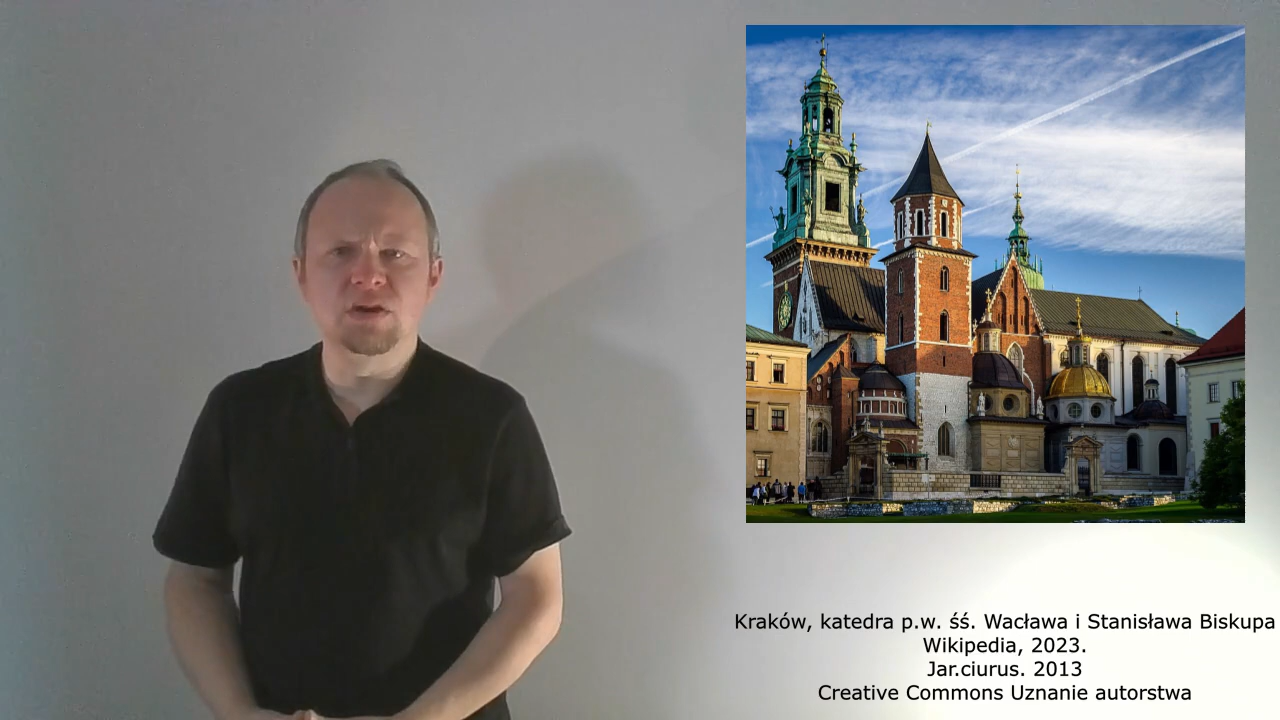 Kraków, katedra p.w. śś. Wacława i Stanisława Biskupa
Wikipedia, 2023.
Jar.ciurus. 2013
Creative Commons Uznanie autorstwa